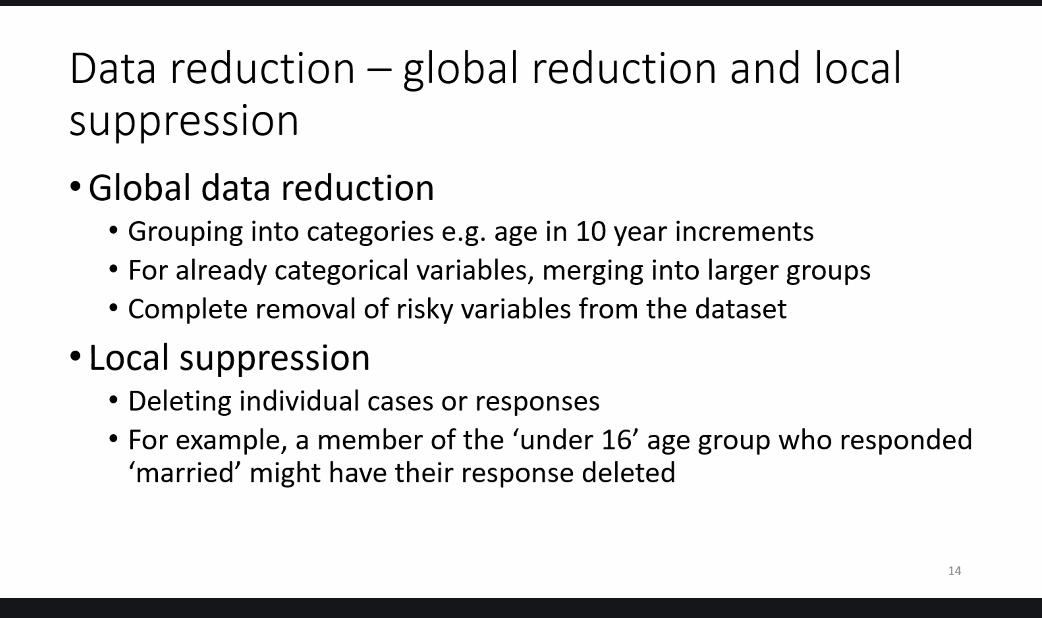 Data reduction – global reduction and local
suppression
• Global data reduction
• Grouping into categories e.g. age in 10 year increments
• For already categorical variables, merging into larger groups
• Complete removal of risky variables from the dataset
• Local suppression
• Deleting individual cases or responses
• For example, a member of the ‘under 16’ age group who responded
‘married’ might have their response deleted
14